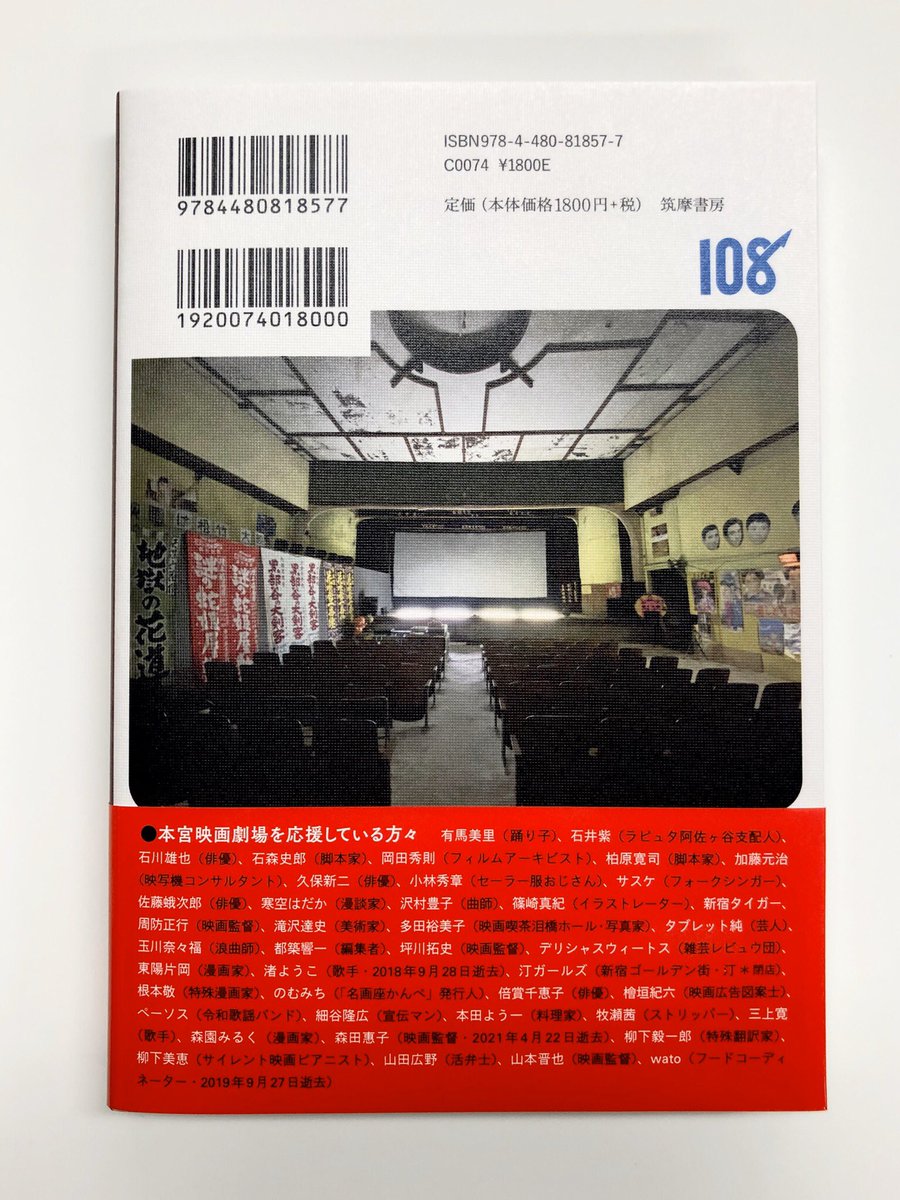 ISBN978-4-480-81857-7
C0074 ¥1800E
9784480818577
定価（本体価格1800円+税） 筑摩書房
108
1920074018000
地獄の花道
黒部谷の大剣客
黒部谷の大剣客
●本宮映画劇場を応援している方々 有馬美里（踊り子）、石井紫（ラピュタ阿佐ヶ谷支配人）、
石川雄也（俳優）、石森史郎（脚本家）、岡田秀則（フィルムアーキビスト）、柏原寛司（脚本家）、加藤元治
（映写機コンサルタント）、久保新二（俳優）、小林秀章（セーラー服おじさん）、サスケ（フォークシンガー）、
佐藤蛾次郎（俳優）、寒空はだか（漫談家）、沢村豊子（曲師）、篠崎真紀（イラストレーター）、新宿タイガー、
周防正行（映画監督）、滝沢達史（美術家）、多田裕美子（映画喫茶泪橋ホール・写真家）、タブレット純（芸人）、
玉川奈々福（浪曲師）、都築響一（編集者）、坪川拓史（映画監督）、デリシャスウィートス（雑芸レビュウ団）、
東陽片岡（漫画家）、渚ようこ（歌手・2018年9月28日逝去）、汀ガールズ（新宿ゴールデン街・汀＊閉店）、
根本敬（特殊漫画家）、のむみち（「名画座かんぺ」発行人）、倍賞千恵子（俳優）、檜垣紀六（映画広告図案士）、
ペーソス（令和歌謡バンド）、細谷隆広（宣伝マン）、本田よう一（料理家）、牧瀬茜（ストリッパー）、三上寛
（歌手）、森園みるく（漫画家）、森田惠子（映画監督・2021年4月22日逝去）、柳下毅一郎（特殊翻訳家）、
柳下美恵（サイレント映画ピアニスト）、山田広野（活弁士）、山本晋也（映画監督）、wato（フードコーディ
ネーター・2019年9月27日逝去）